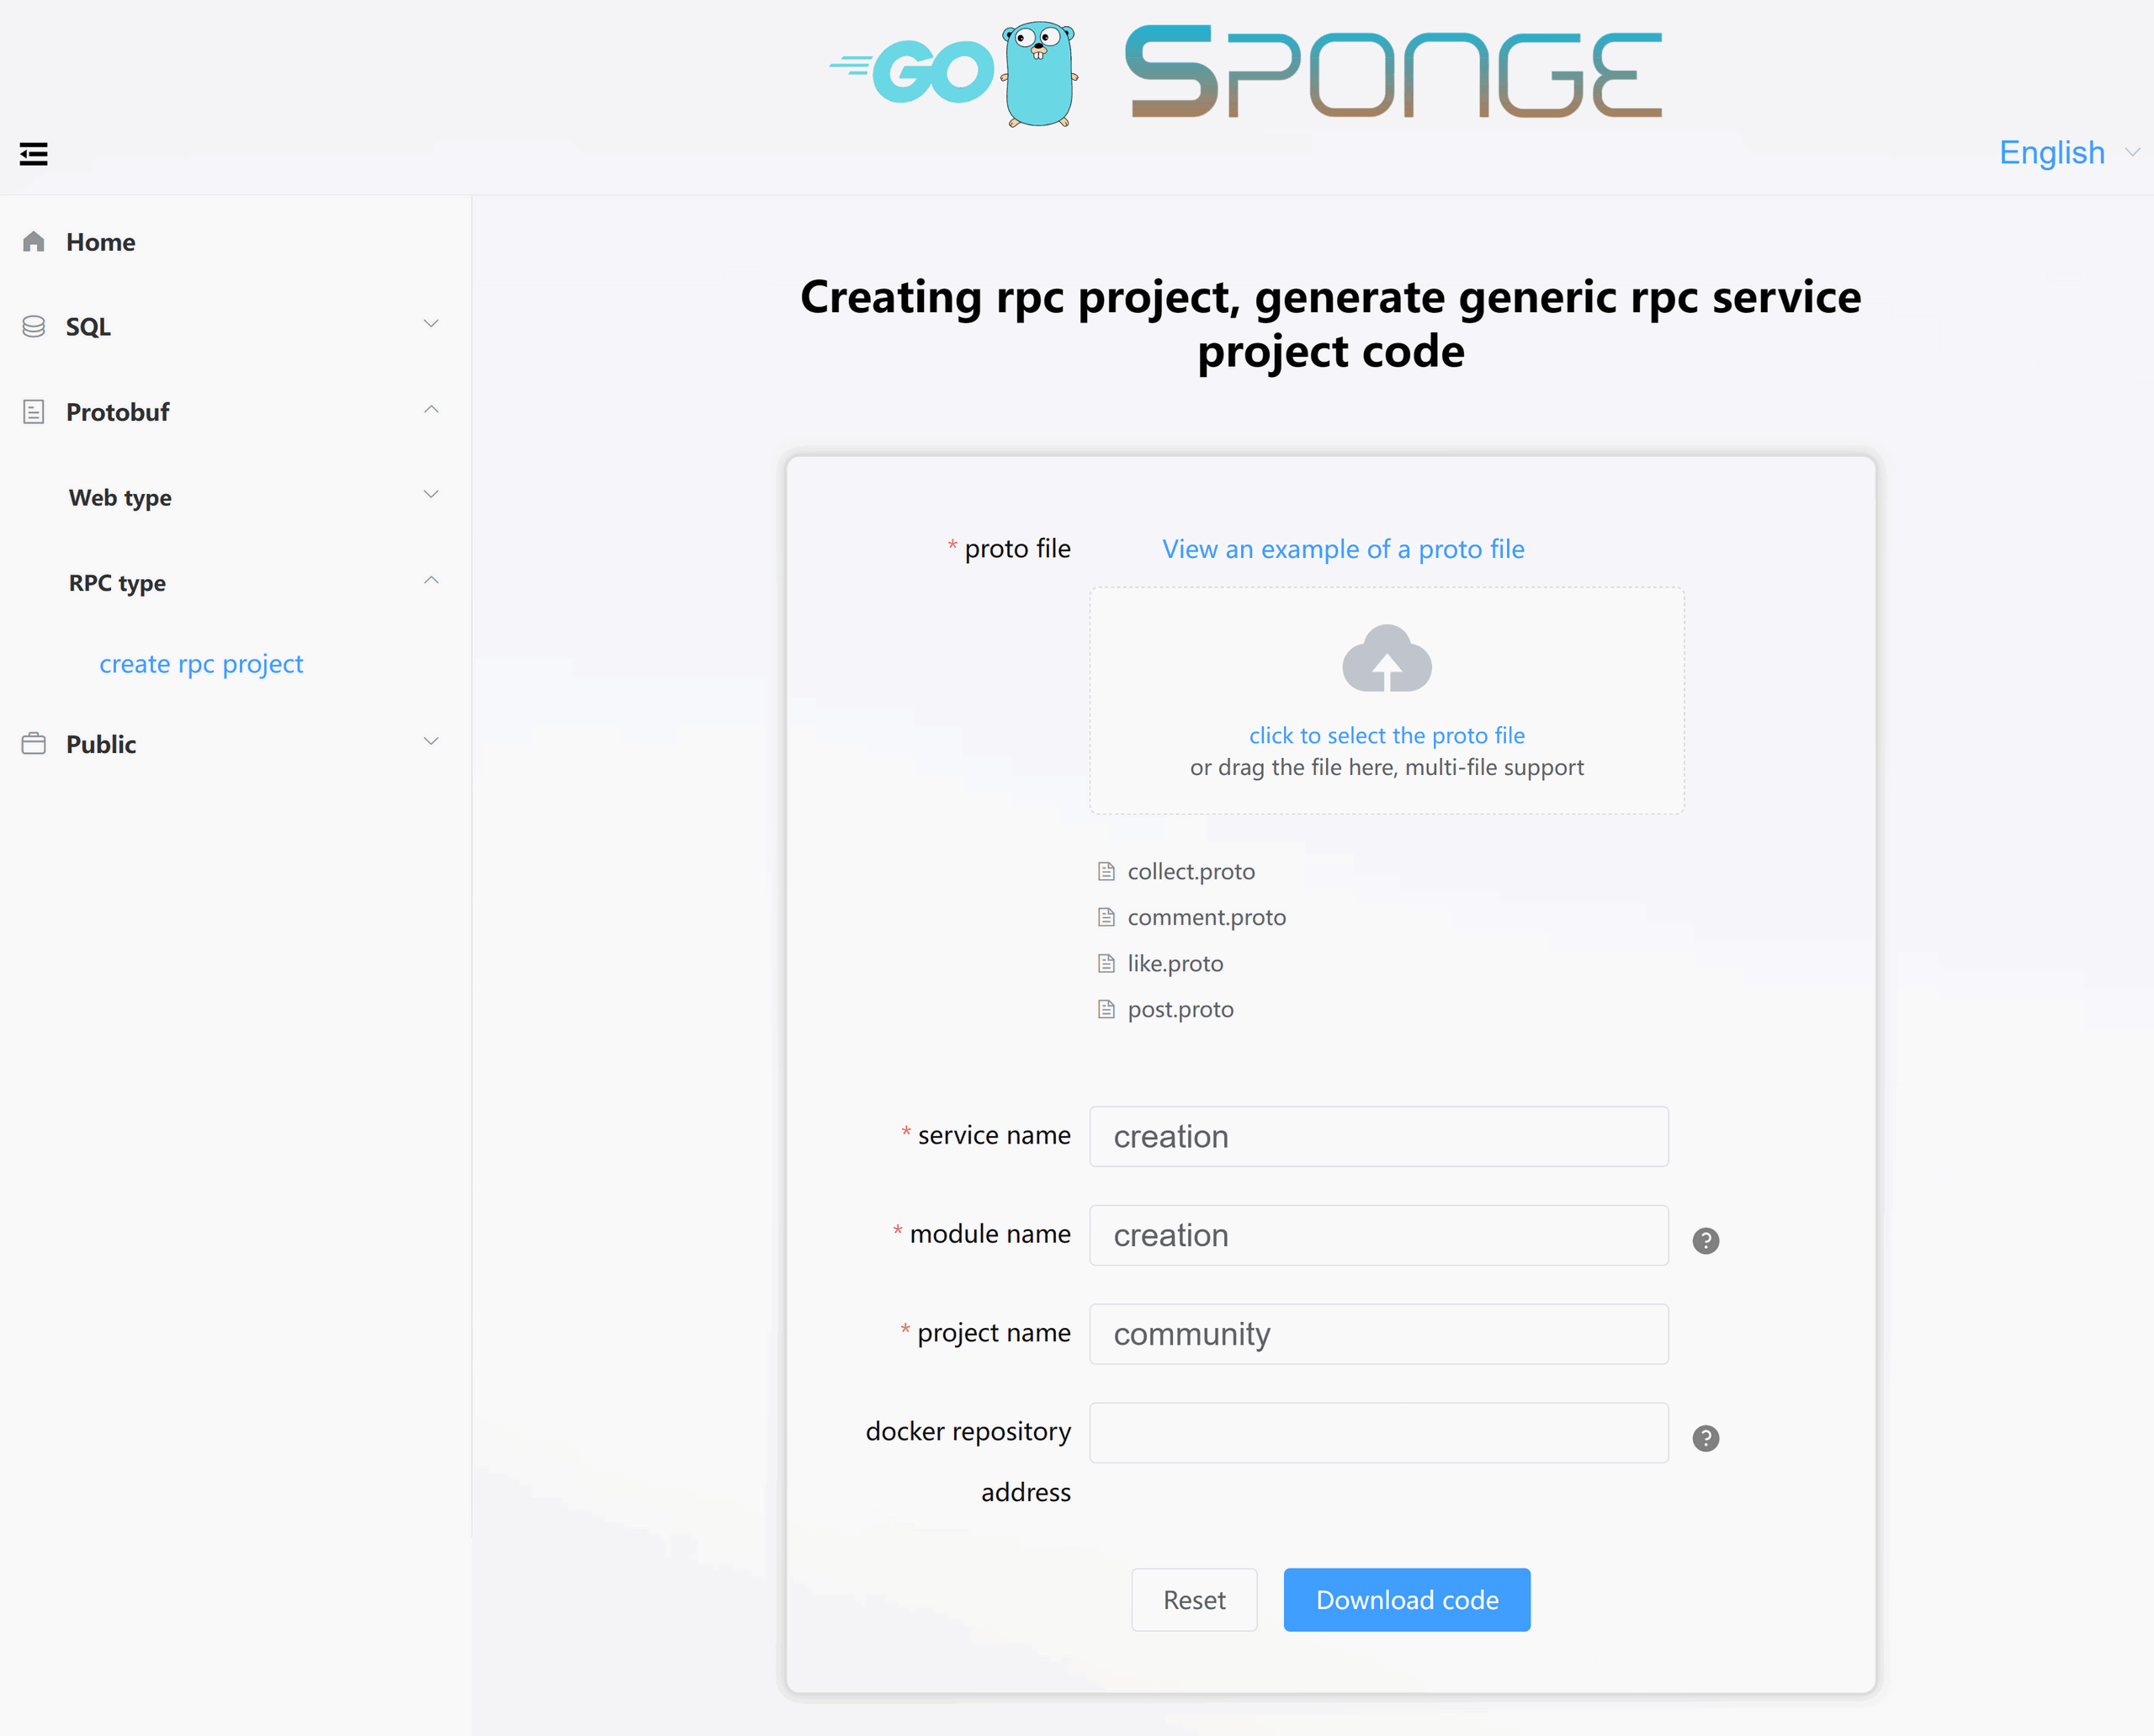 GO SPONGE
English
Home
SQL
Protobuf
Web type
RPC type
create rpc project
Public
Creating rpc project, generate generic rpc service
project code
* proto file
View an example of a proto file
click to select the proto file
or drag the file here, multi-file support
collect.proto
comment.proto
like.proto
post.proto
* service name
creation
* module name
creation
?
* project name
community
docker repository
address
?
Reset
Download code